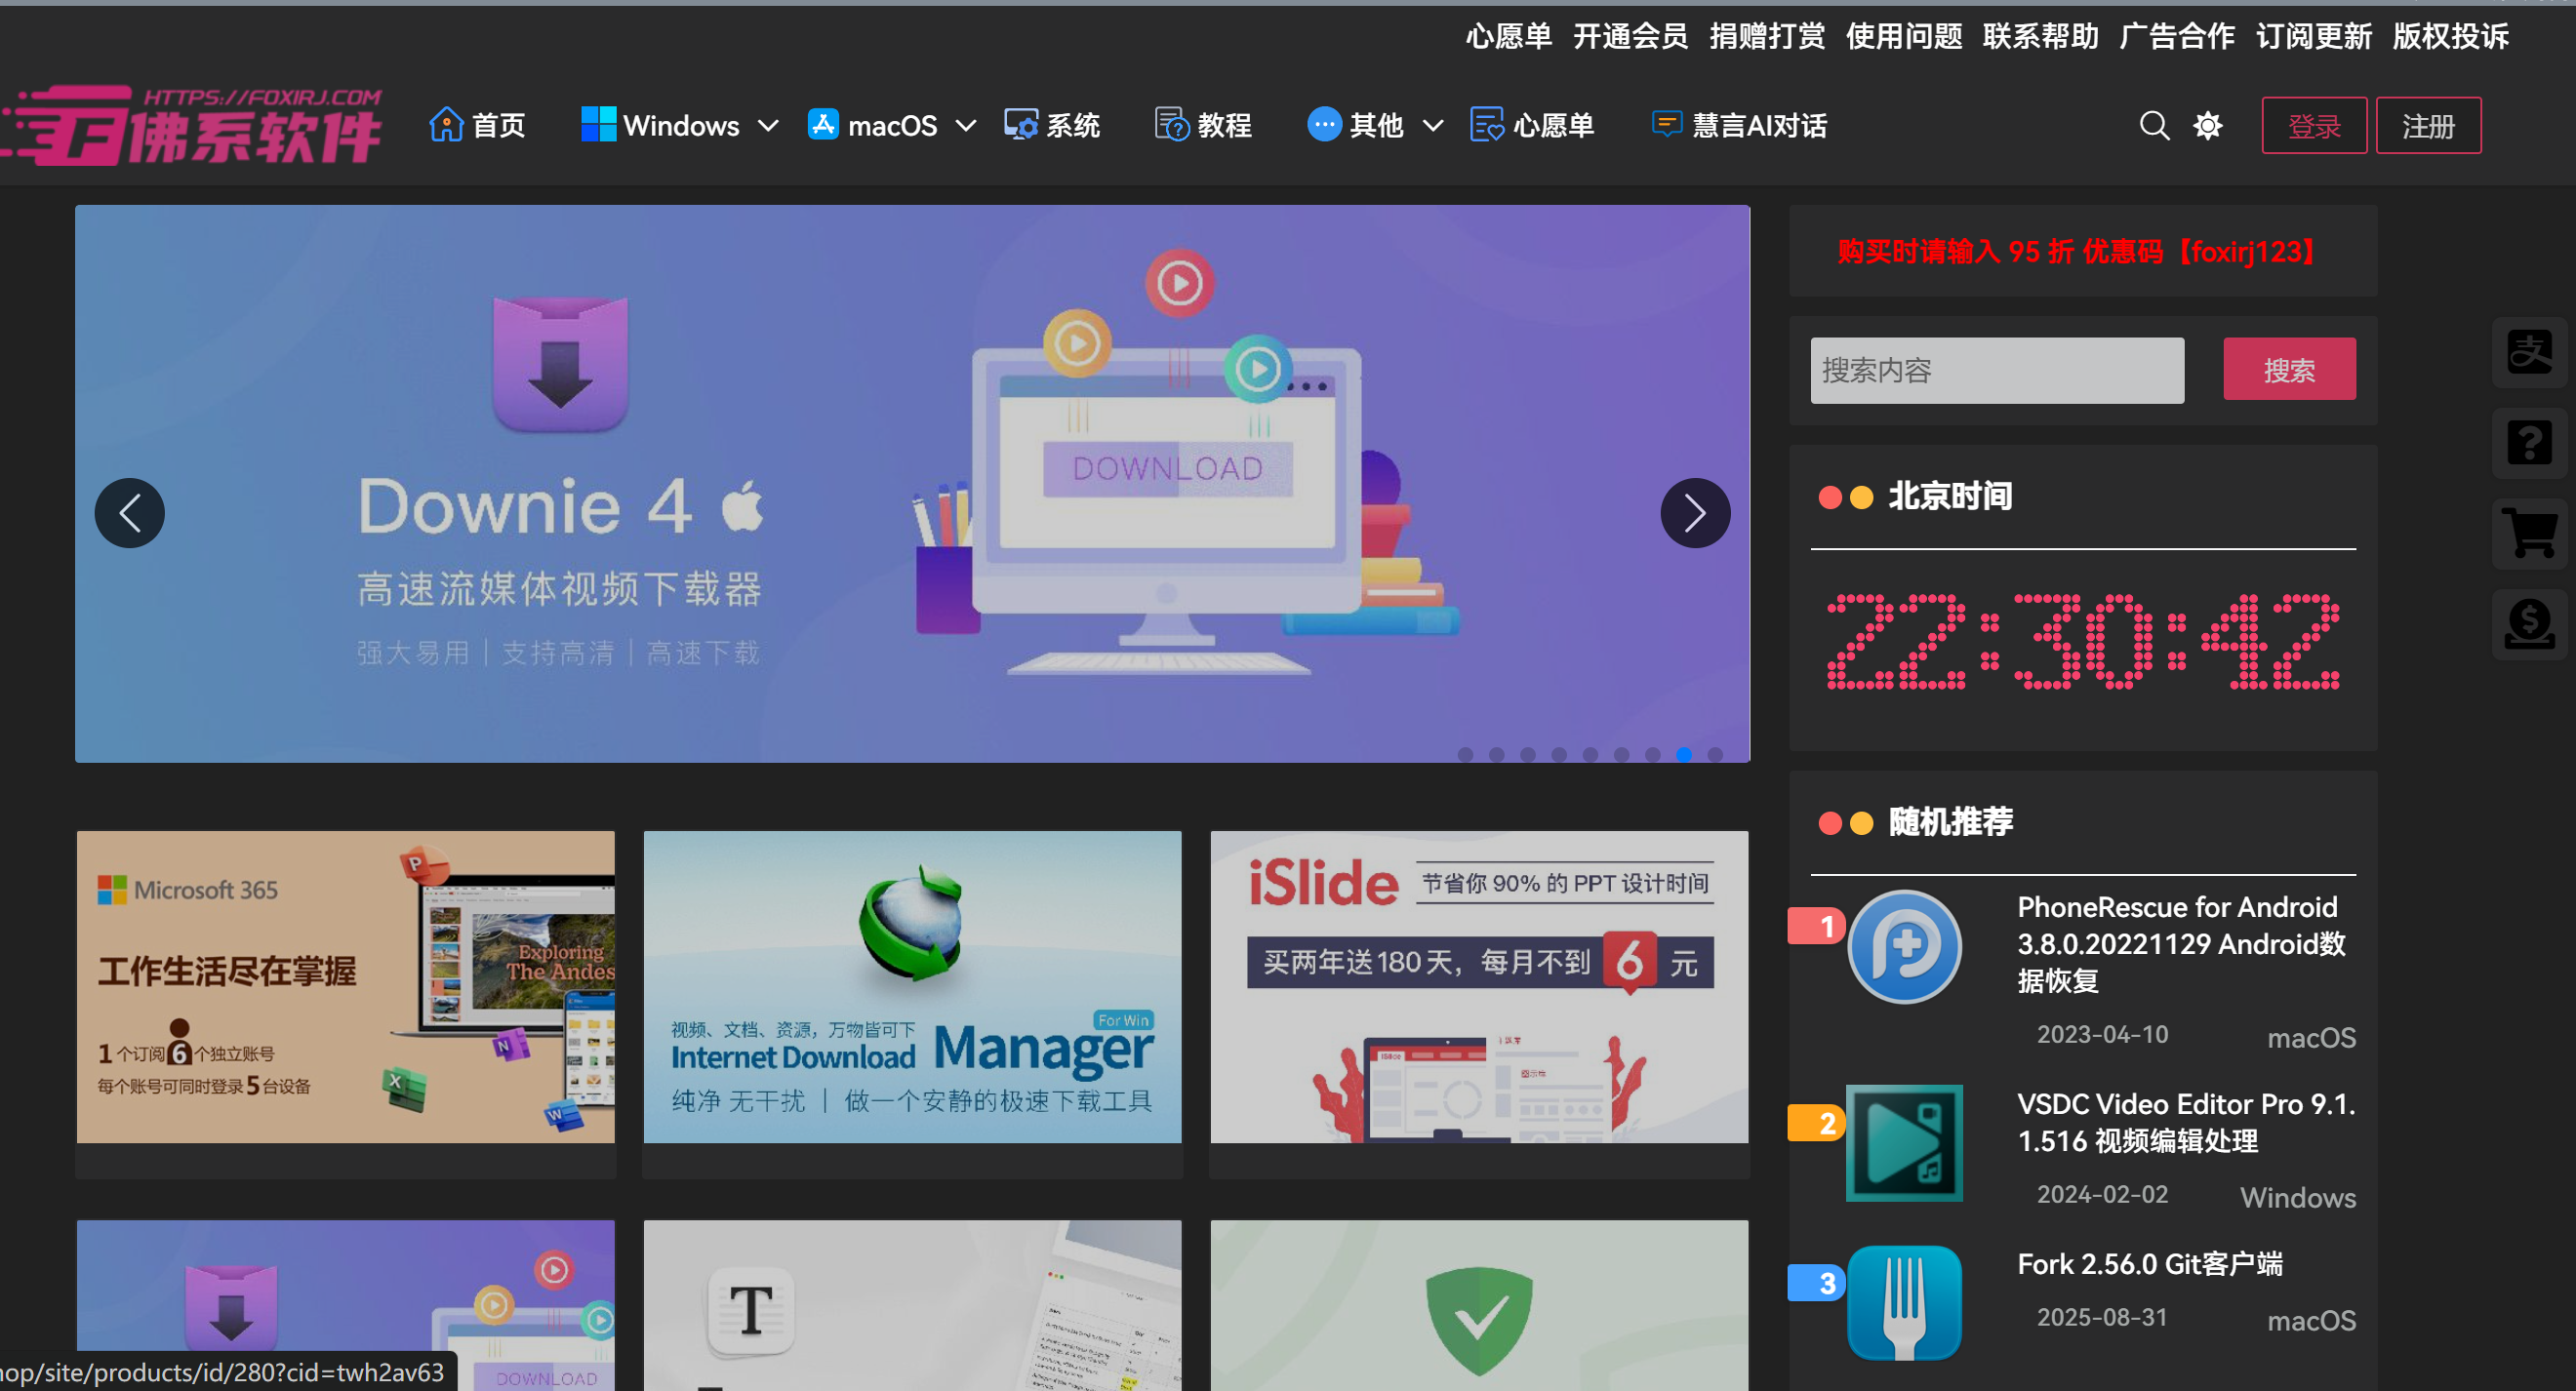 心愿单 开通会员 捐赠打赏 使用问题 联系帮助 广告合作 订阅更新 版权投诉
HTTPS://FOXIRJ.COM
佛系软件
首页 Windows macOS 系统 教程 其他 心愿单 慧言AI对话 登录 注册
Downie 4
高速流媒体视频下载器
强大易用 | 支持高清 | 高速下载
DOWNLOAD
购买时请输入 95 折 优惠码【foxirj123】
搜索内容 搜索
北京时间
22:30:42
Microsoft 365
工作生活尽在掌握
1个订阅6个独立账号
每个账号可同时登录5台设备
Exploring
The Andes
视频、文档、资源，万物皆可下
For Win
Internet Download Manager
纯净 无干扰 | 做一个安静的极速下载工具
iSlide 节省你 90% 的 PPT 设计时间
买两年送180天，每月不到 6 元
iSlide
图示库
随机推荐
1
PhoneRescue for Android
3.8.0.20221129 Android数
据恢复
2023-04-10 macOS
2
VSDC Video Editor Pro 9.1.
1.516 视频编辑处理
2024-02-02 Windows
3
Fork 2.56.0 Git客户端
2025-08-31 macOS
DOWNLOAD
T
hop/site/products/id/280?cid=twh2av63